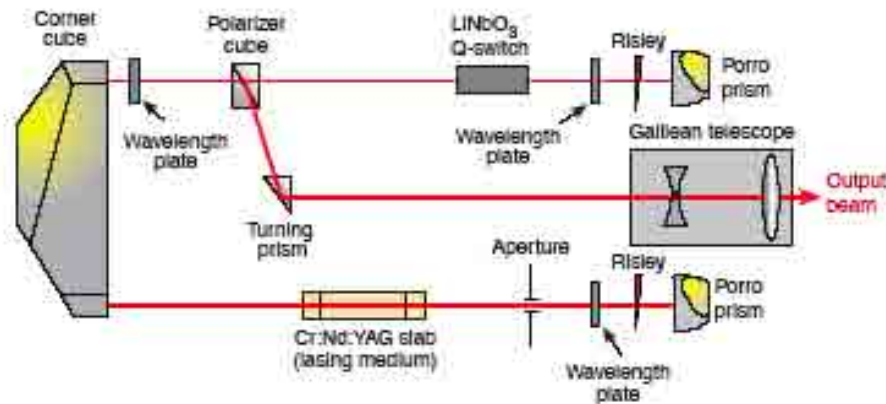 Corner
cube
Polarizer
cube
LiNbO3
Q-switch
Risley
Porro
prism
Wavelength
plate
Wavelength
plate
Galilean telescope
Output
beam
Turning
prism
Aperture
Risley
Porro
prism
Cr:Nd:YAG slab
(lasing medium)
Wavelength
plate